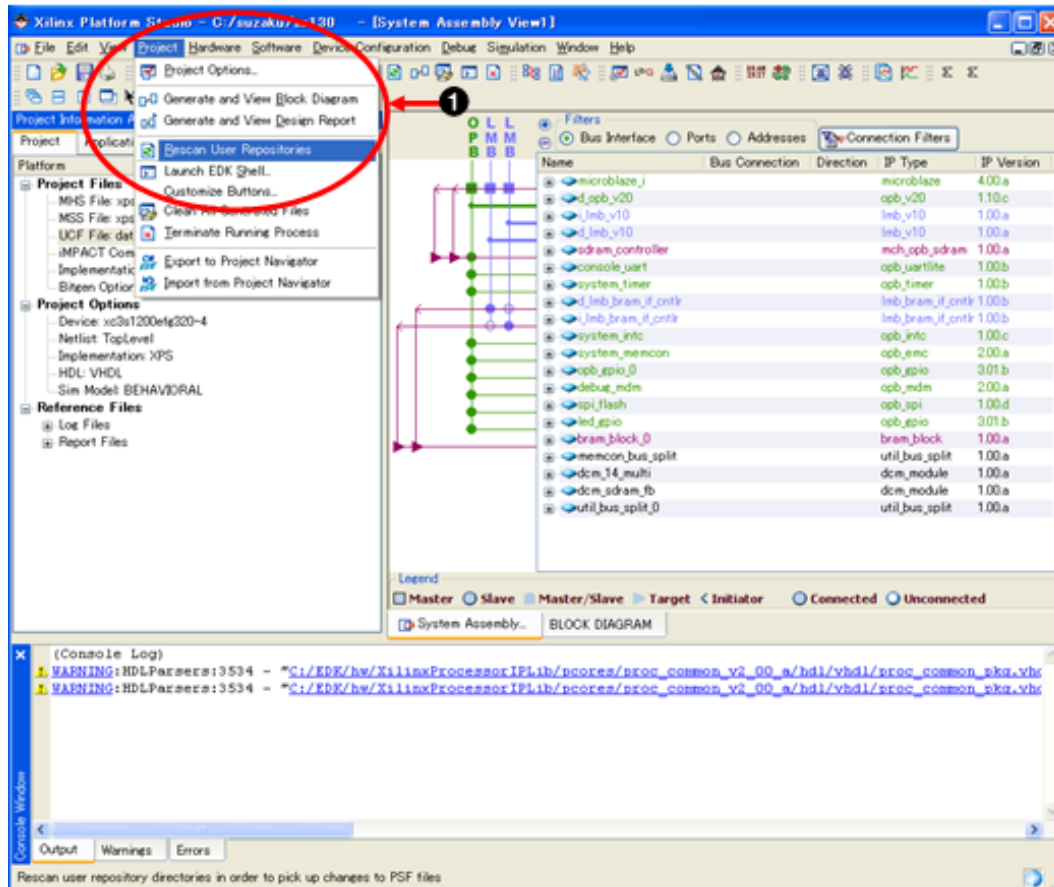 Xilinx Platform - C:/suzaku/ - [System Assembly View1]
File Edit View Project Hardware Software Device Configuration Debug Simulation Window Help
Project Options...
Generate and View Block Diagram
Generate and View Design Report
Rescan User Repositories
Launch EDK Shell...
Customize Buttons...
Clean All Generated Files
Terminate Running Process
Export to Project Navigator
Import from Project Navigator
1
Project Information
Project
Platform
Project Files
MHS File: xps
MSS File: xps
UCF File: dat
iMPACT Com
Implementatic
Bitgen Option
Project Options
Device: xc3s1200efg320-4
Netlist: TopLevel
Implementation: XPS
HDL: VHDL
Sim Model: BEHAVIORAL
Reference Files
Log Files
Report Files
O L L
P M M
B B B
Filters
Bus Interface Ports Addresses Connection Filters
Name Bus Connection Direction IP Type IP Version
microblaze_i microblaze 4.00.a
d_opb_v20 opb_v20 1.10.c
i_lmb_v10 lmb_v10 1.00.a
d_lmb_v10 lmb_v10 1.00.a
sdram_controller mch_opb_sdram 1.00.a
console_uart opb_uartlite 1.00.b
system_timer opb_timer 1.00.b
d_lmb_bram_if_cntlr lmb_bram_if_cntlr 1.00.b
i_lmb_bram_if_cntlr lmb_bram_if_cntlr 1.00.b
system_intc opb_intc 1.00.c
system_memcon opb_emc 2.00.a
opb_gpio_0 opb_gpio 3.01.b
debug_mdm opb_mdm 2.00.a
spi_flash opb_spi 1.00.d
led_gpio opb_gpio 3.01.b
bram_block_0 bram_block 1.00.a
memcon_bus_split util_bus_split 1.00.a
dcm_14_multi dcm_module 1.00.a
dcm_sdram_fb dcm_module 1.00.a
util_bus_split_0 util_bus_split 1.00.a
Legend
Master Slave Master/Slave Target Initiator Connected Unconnected
System Assembly... BLOCK DIAGRAM
(Console Log)
WARNING:HDLParsers:3534 - "C:/EDK/hw/XilinxProcessorIPLib/pcores/proc_common_v2_00_a/hdl/vhdl/proc_common_pkg.vhd
WARNING:HDLParsers:3534 - "C:/EDK/hw/XilinxProcessorIPLib/pcores/proc_common_v2_00_a/hdl/vhdl/proc_common_pkg.vhd
Console Window
Output Warnings Errors
Rescan user repository directories in order to pick up changes to PSF files